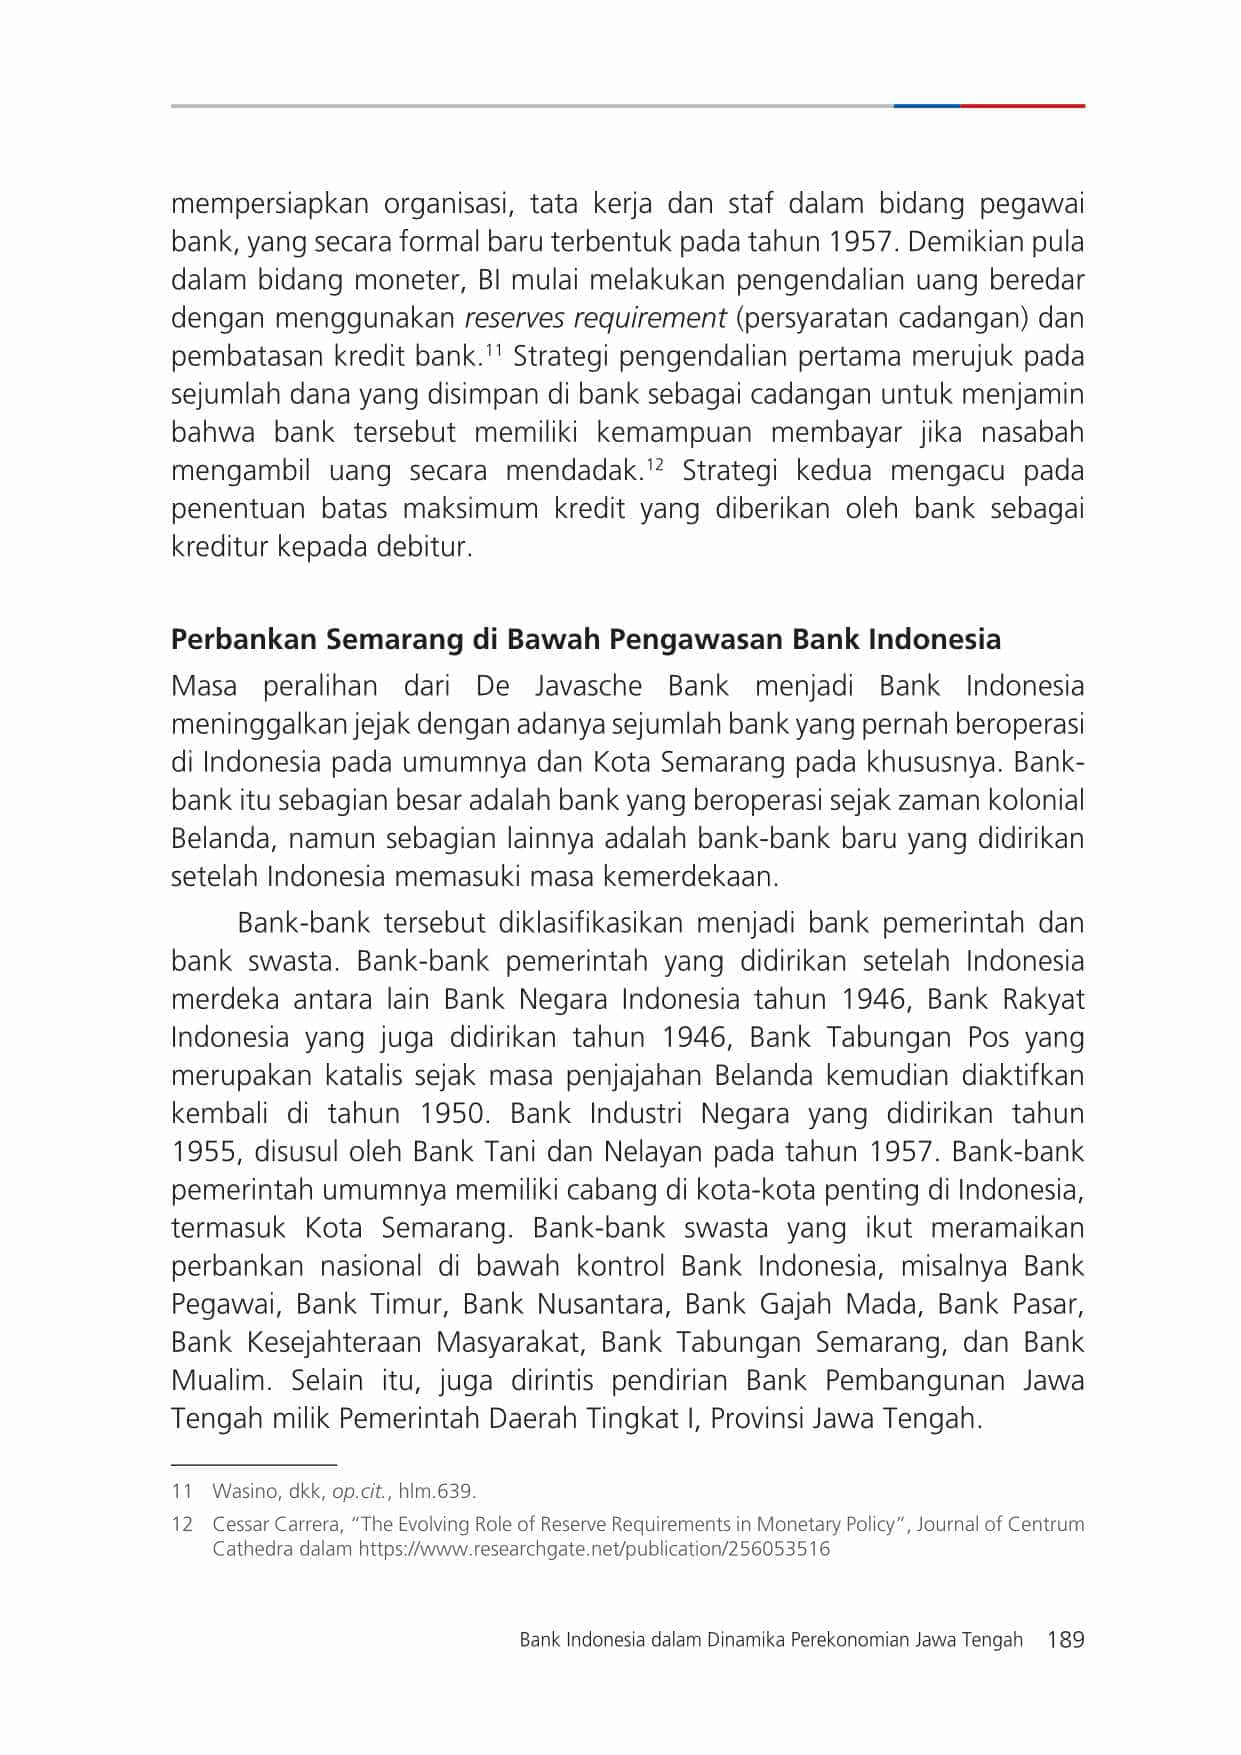 mempersiapkan organisasi, tata kerja dan staf dalam bidang pegawai
bank, yang secara formal baru terbentuk pada tahun 1957. Demikian pula
dalam bidang moneter, BI mulai melakukan pengendalian uang beredar
dengan menggunakan reserves requirement (persyaratan cadangan) dan
pembatasan kredit bank.11 Strategi pengendalian pertama merujuk pada
sejumlah dana yang disimpan di bank sebagai cadangan untuk menjamin
bahwa bank tersebut memiliki kemampuan membayar jika nasabah
mengambil uang secara mendadak.12 Strategi kedua mengacu pada
penentuan batas maksimum kredit yang diberikan oleh bank sebagai
kreditur kepada debitur.
Perbankan Semarang di Bawah Pengawasan Bank Indonesia
Masa peralihan dari De Javasche Bank menjadi Bank Indonesia
meninggalkan jejak dengan adanya sejumlah bank yang pernah beroperasi
di Indonesia pada umumnya dan Kota Semarang pada khususnya. Bank-
bank itu sebagian besar adalah bank yang beroperasi sejak zaman kolonial
Belanda, namun sebagian lainnya adalah bank-bank baru yang didirikan
setelah Indonesia memasuki masa kemerdekaan.
Bank-bank tersebut diklasifikasikan menjadi bank pemerintah dan
bank swasta. Bank-bank pemerintah yang didirikan setelah Indonesia
merdeka antara lain Bank Negara Indonesia tahun 1946, Bank Rakyat
Indonesia yang juga didirikan tahun 1946, Bank Tabungan Pos yang
merupakan katalis sejak masa penjajahan Belanda kemudian diaktifkan
kembali di tahun 1950. Bank Industri Negara yang didirikan tahun
1955, disusul oleh Bank Tani dan Nelayan pada tahun 1957. Bank-bank
pemerintah umumnya memiliki cabang di kota-kota penting di Indonesia,
termasuk Kota Semarang. Bank-bank swasta yang ikut meramaikan
perbankan nasional di bawah kontrol Bank Indonesia, misalnya Bank
Pegawai, Bank Timur, Bank Nusantara, Bank Gajah Mada, Bank Pasar,
Bank Kesejahteraan Masyarakat, Bank Tabungan Semarang, dan Bank
Mualim. Selain itu, juga dirintis pendirian Bank Pembangunan Jawa
Tengah milik Pemerintah Daerah Tingkat I, Provinsi Jawa Tengah.
11 Wasino, dkk, op.cit., hlm.639.
12 Cessar Carrera, “The Evolving Role of Reserve Requirements in Monetary Policy”, Journal of Centrum
Cathedra dalam https://www.researchgate.net/publication/256053516
Bank Indonesia dalam Dinamika Perekonomian Jawa Tengah 189